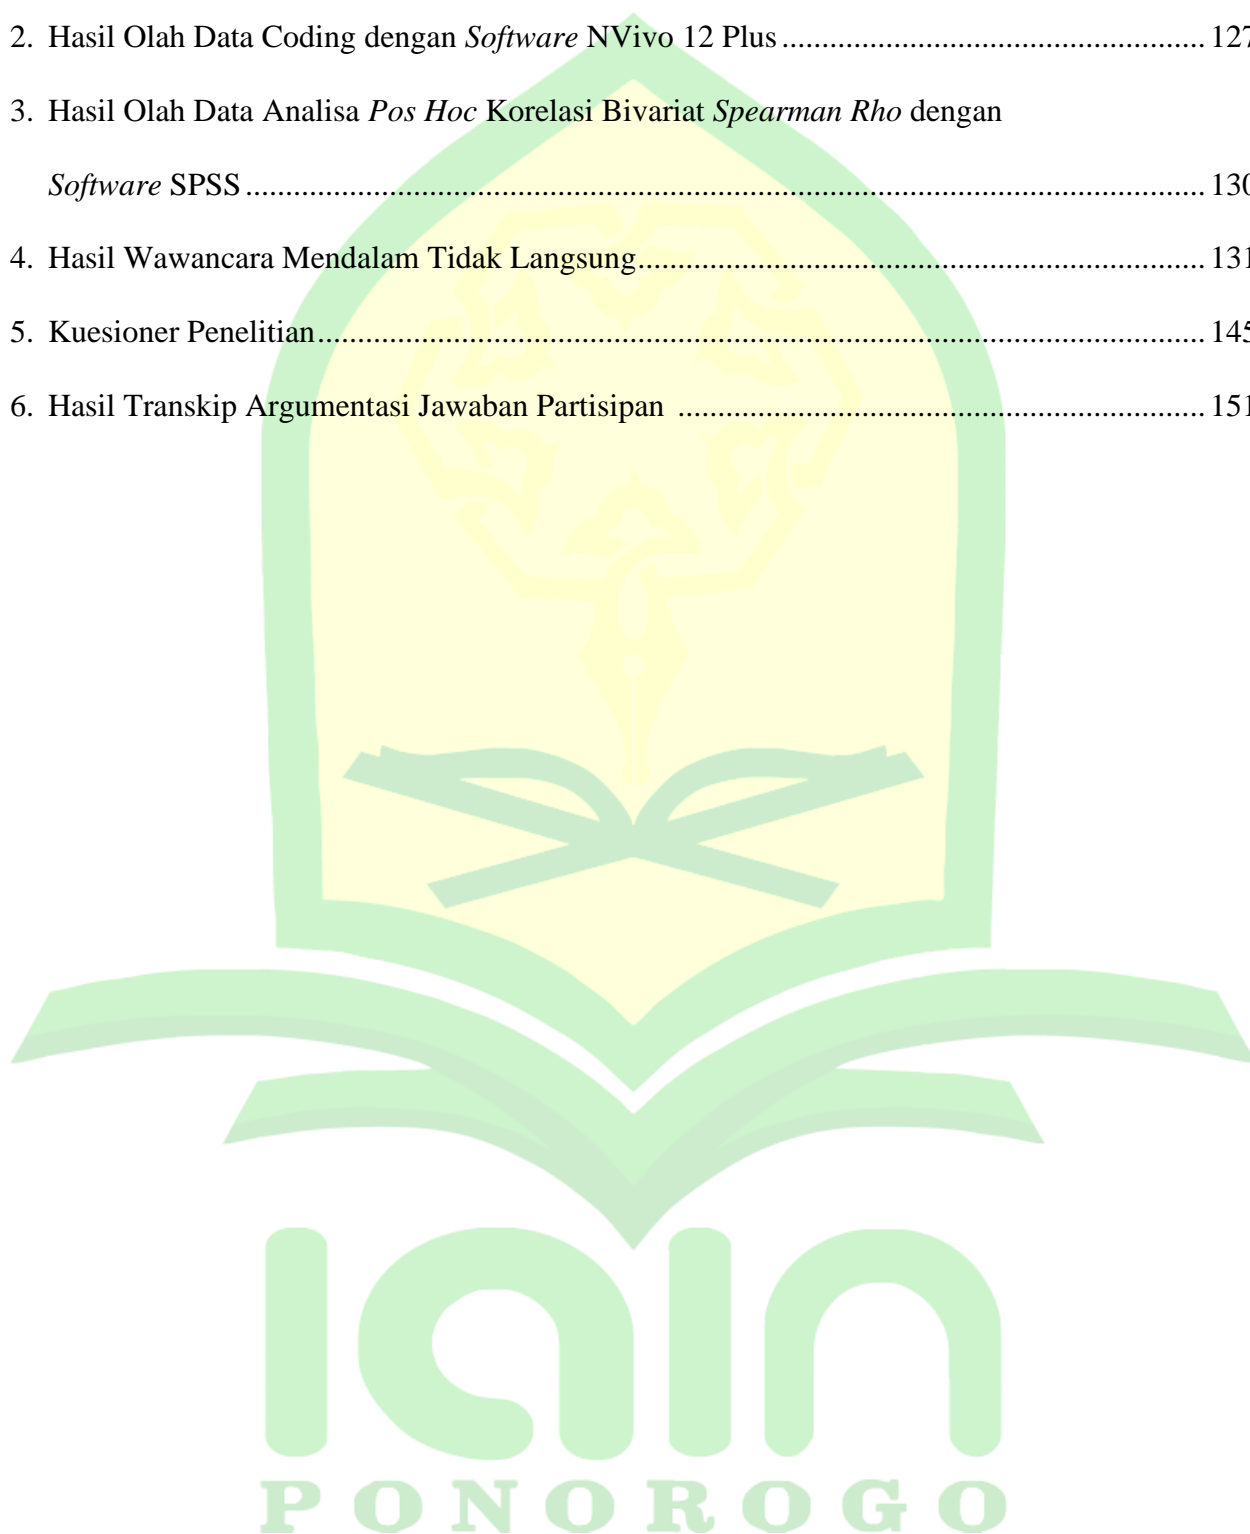 2. Hasil Olah Data Coding dengan Software NVivo 12 Plus ..................................................... 127
3. Hasil Olah Data Analisa Pos Hoc Korelasi Bivariat Spearman Rho dengan
Software SPSS ........................................................................................................................ 130
4. Hasil Wawancara Mendalam Tidak Langsung....................................................................... 131
5. Kuesioner Penelitian............................................................................................................... 145
6. Hasil Transkip Argumentasi Jawaban Partisipan .................................................................. 151
iain
PONOROGO